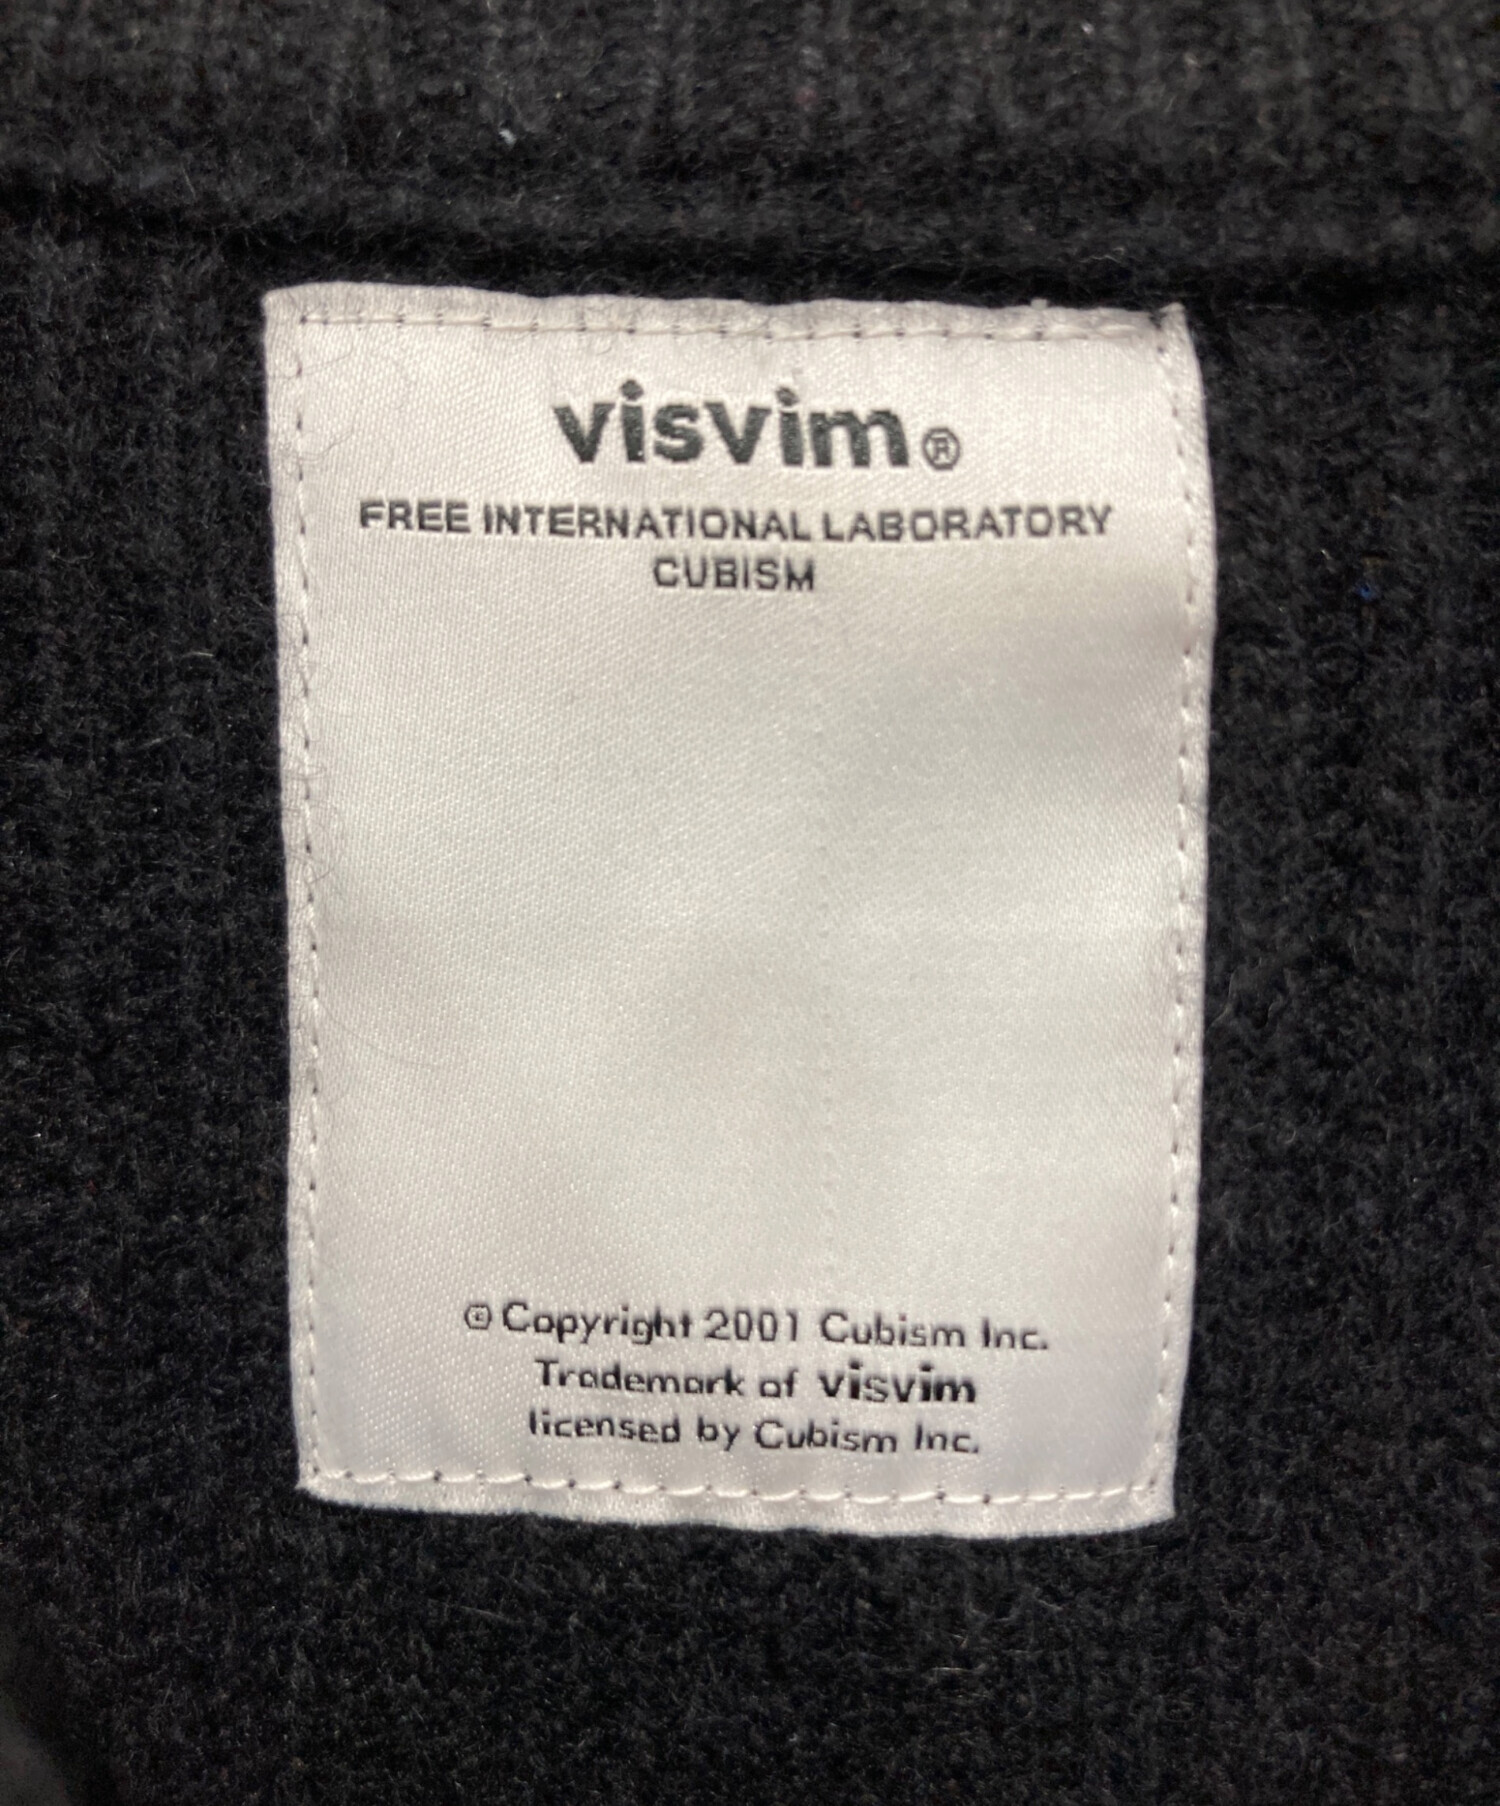 visvim®
FREE INTERNATIONAL LABORATORY
CUBISM
© Copyright 2001 Cubism Inc.
Trademark of visvim
licensed by Cubism Inc.